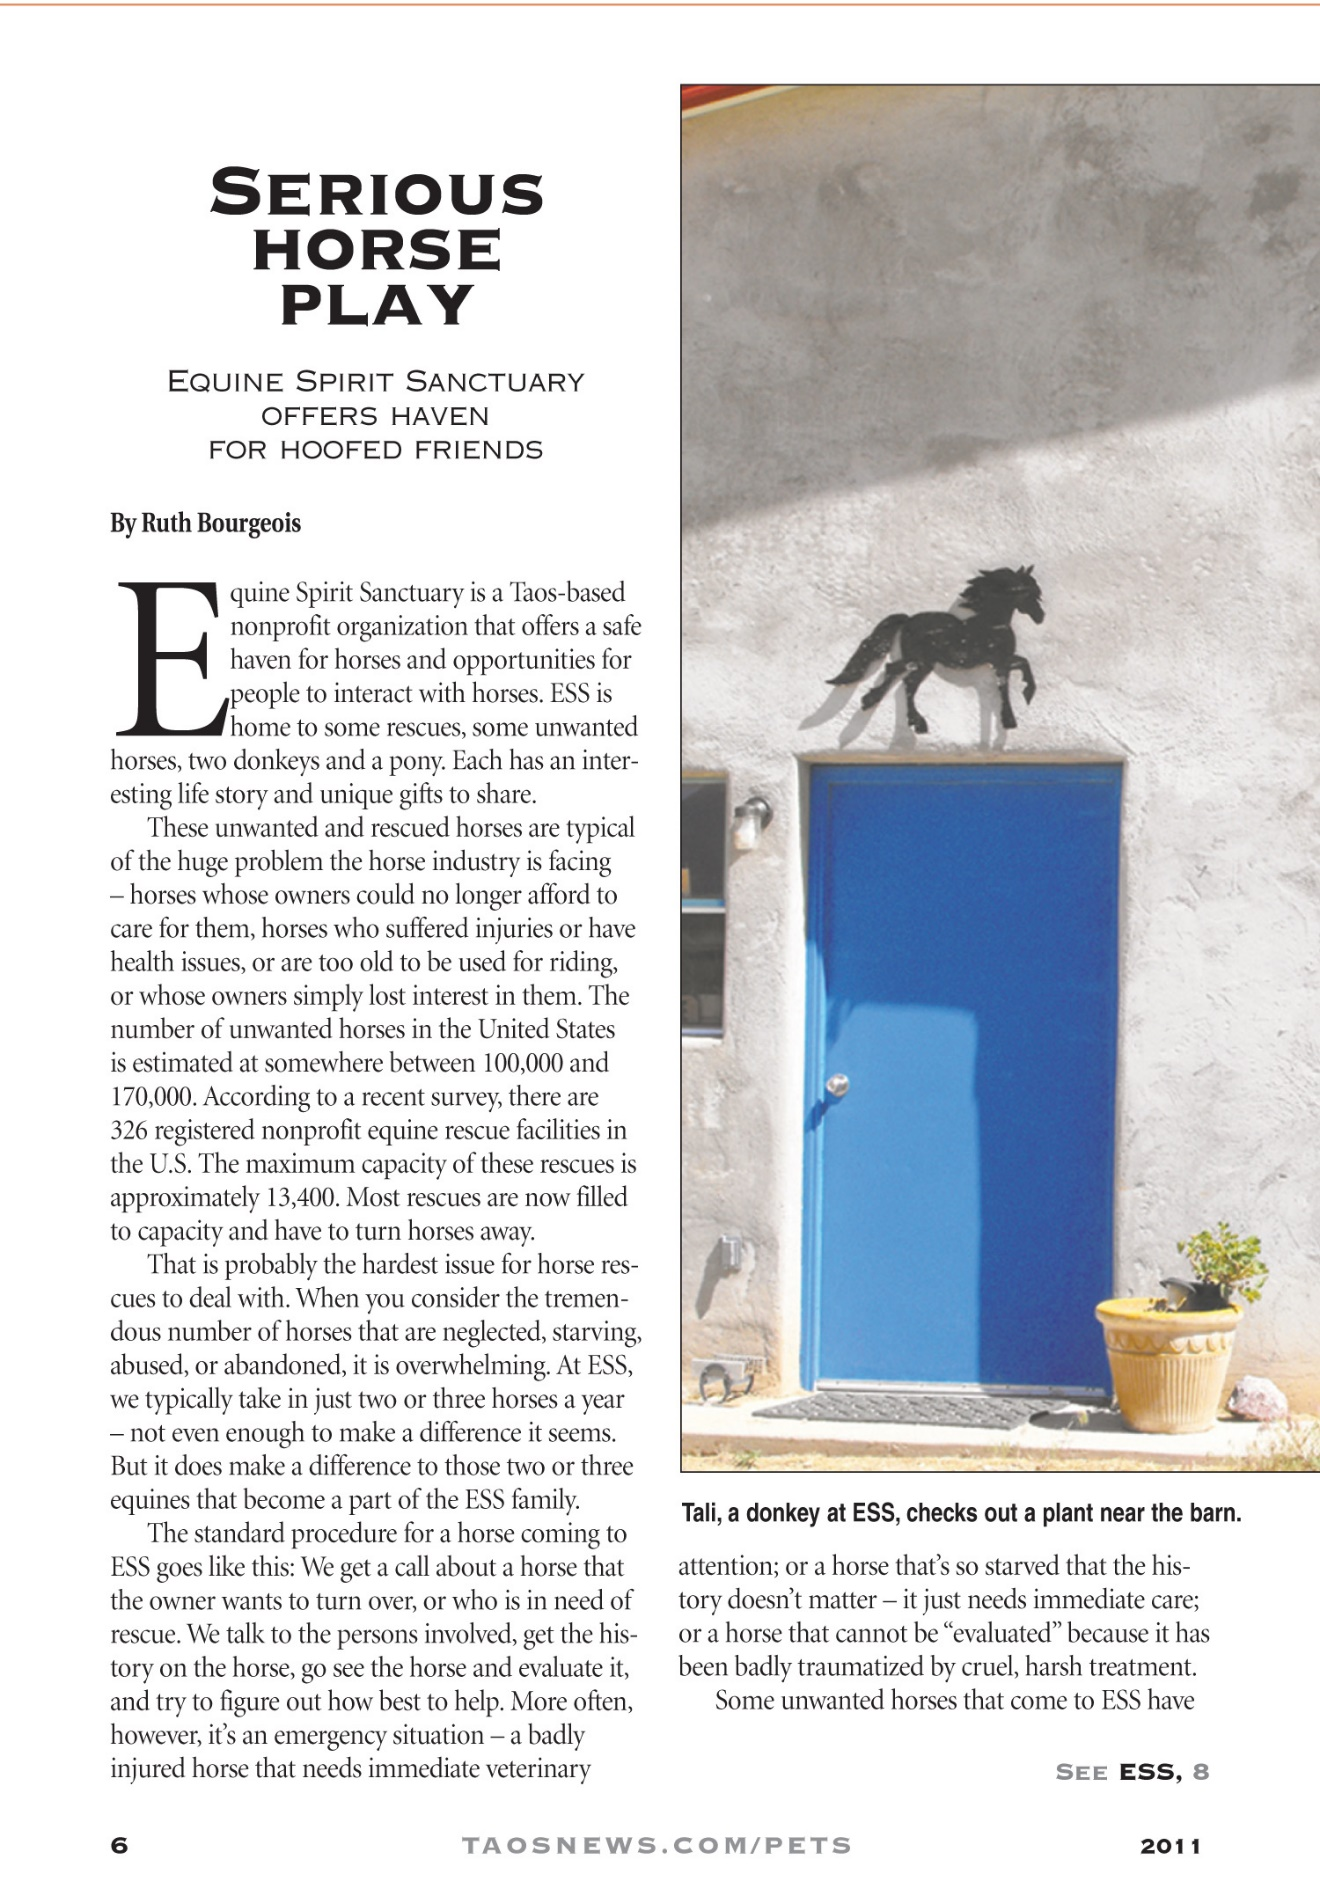 SERIOUS
HORSE
PLAY
EQUINE SPIRIT SANCTUARY
OFFERS HAVEN
FOR HOOFED FRIENDS
By Ruth Bourgeois
Equine Spirit Sanctuary is a Taos-based
nonprofit organization that offers a safe
haven for horses and opportunities for
people to interact with horses. ESS is
home to some rescues, some unwanted
horses, two donkeys and a pony. Each has an inter-
esting life story and unique gifts to share.
These unwanted and rescued horses are typical
of the huge problem the horse industry is facing
– horses whose owners could no longer afford to
care for them, horses who suffered injuries or have
health issues, or are too old to be used for riding,
or whose owners simply lost interest in them. The
number of unwanted horses in the United States
is estimated at somewhere between 100,000 and
170,000. According to a recent survey, there are
326 registered nonprofit equine rescue facilities in
the U.S. The maximum capacity of these rescues is
approximately 13,400. Most rescues are now filled
to capacity and have to turn horses away.
That is probably the hardest issue for horse res-
cues to deal with. When you consider the tremen-
dous number of horses that are neglected, starving,
abused, or abandoned, it is overwhelming. At ESS,
we typically take in just two or three horses a year
– not even enough to make a difference it seems.
But it does make a difference to those two or three
equines that become a part of the ESS family.
The standard procedure for a horse coming to
ESS goes like this: We get a call about a horse that
the owner wants to turn over, or who is in need of
rescue. We talk to the persons involved, get the his-
tory on the horse, go see the horse and evaluate it,
and try to figure out how best to help. More often,
however, it's an emergency situation – a badly
injured horse that needs immediate veterinary
Tali, a donkey at ESS, checks out a plant near the barn.
attention; or a horse that's so starved that the his-
tory doesn't matter – it just needs immediate care;
or a horse that cannot be "evaluated" because it has
been badly traumatized by cruel, harsh treatment.
Some unwanted horses that come to ESS have
SEE ESS, 8
6 TAOSNEWS.COM/PETS 2011